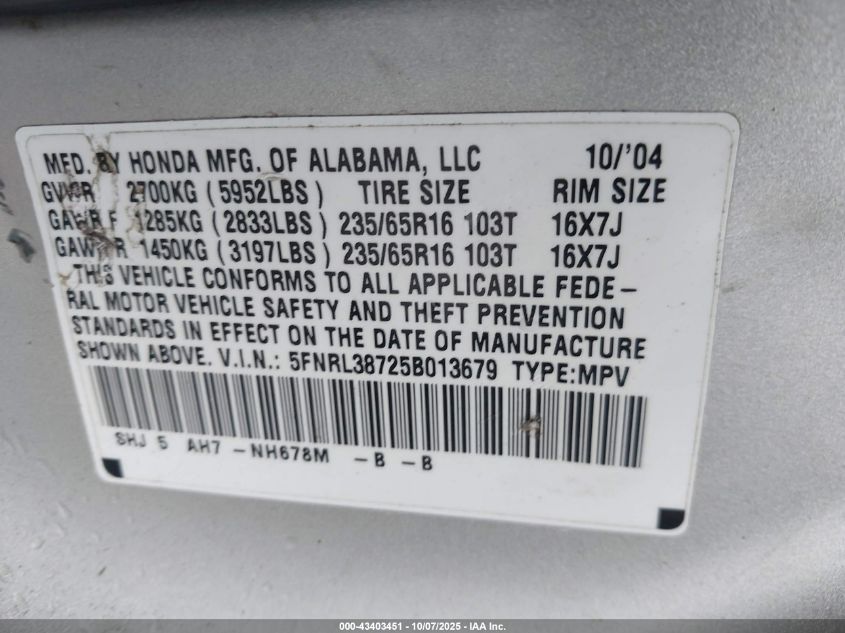 MFD. BY HONDA MFG. OF ALABAMA, LLC 10/'04
GVWR 2700KG (5952LBS) TIRE SIZE RIM SIZE
GAWR F 1285KG (2833LBS) 235/65R16 103T 16X7J
GAWR R 1450KG (3197LBS) 235/65R16 103T 16X7J
THIS VEHICLE CONFORMS TO ALL APPLICABLE FEDE-
RAL MOTOR VEHICLE SAFETY AND THEFT PREVENTION
STANDARDS IN EFFECT ON THE DATE OF MANUFACTURE
SHOWN ABOVE. V.I.N.: 5FNRL38725B013679 TYPE:MPV
SHJ 5 AH7 -NH678M -B -B
000-43403451 - 10/07/2025 - IAA Inc.